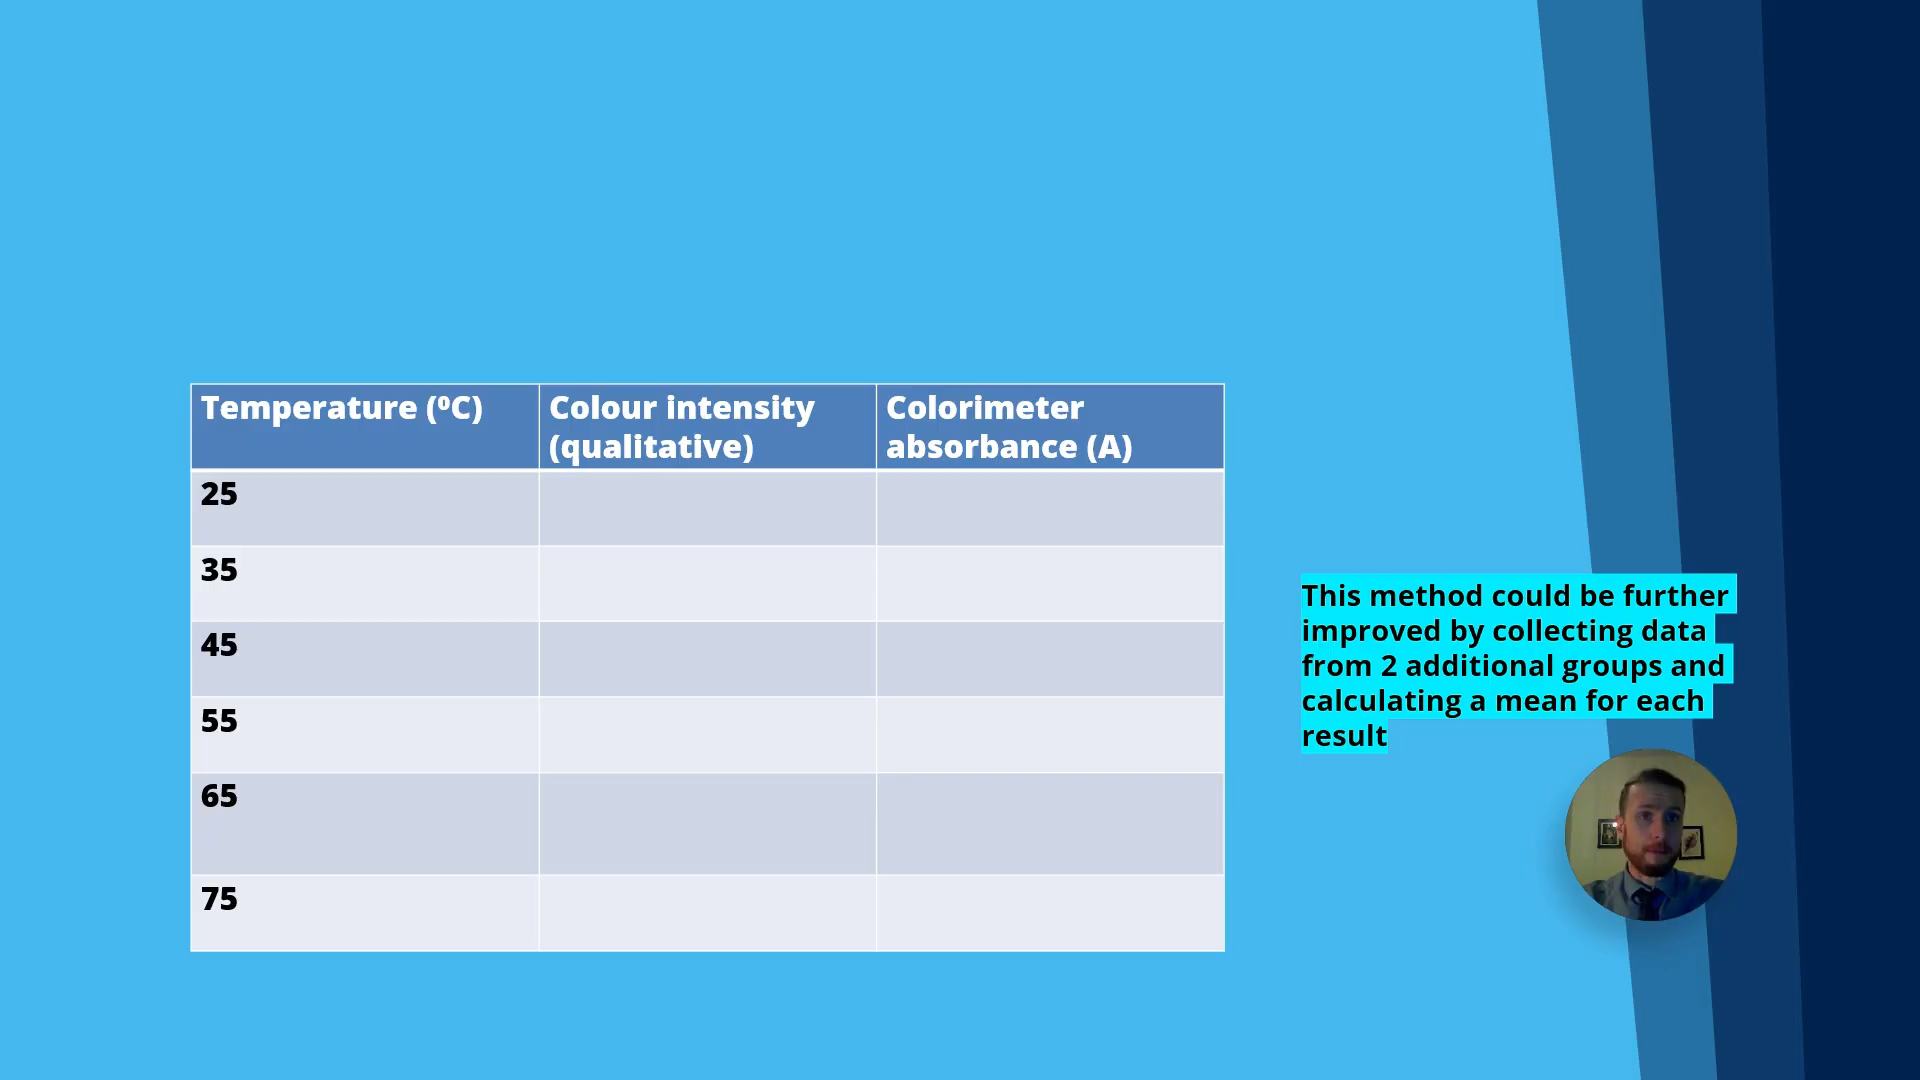 Temperature (⁰C)
Colour intensity
(qualitative)
Colorimeter
absorbance (A)
25
35
45
55
65
75
This method could be further
improved by collecting data
from 2 additional groups and
calculating a mean for each
result